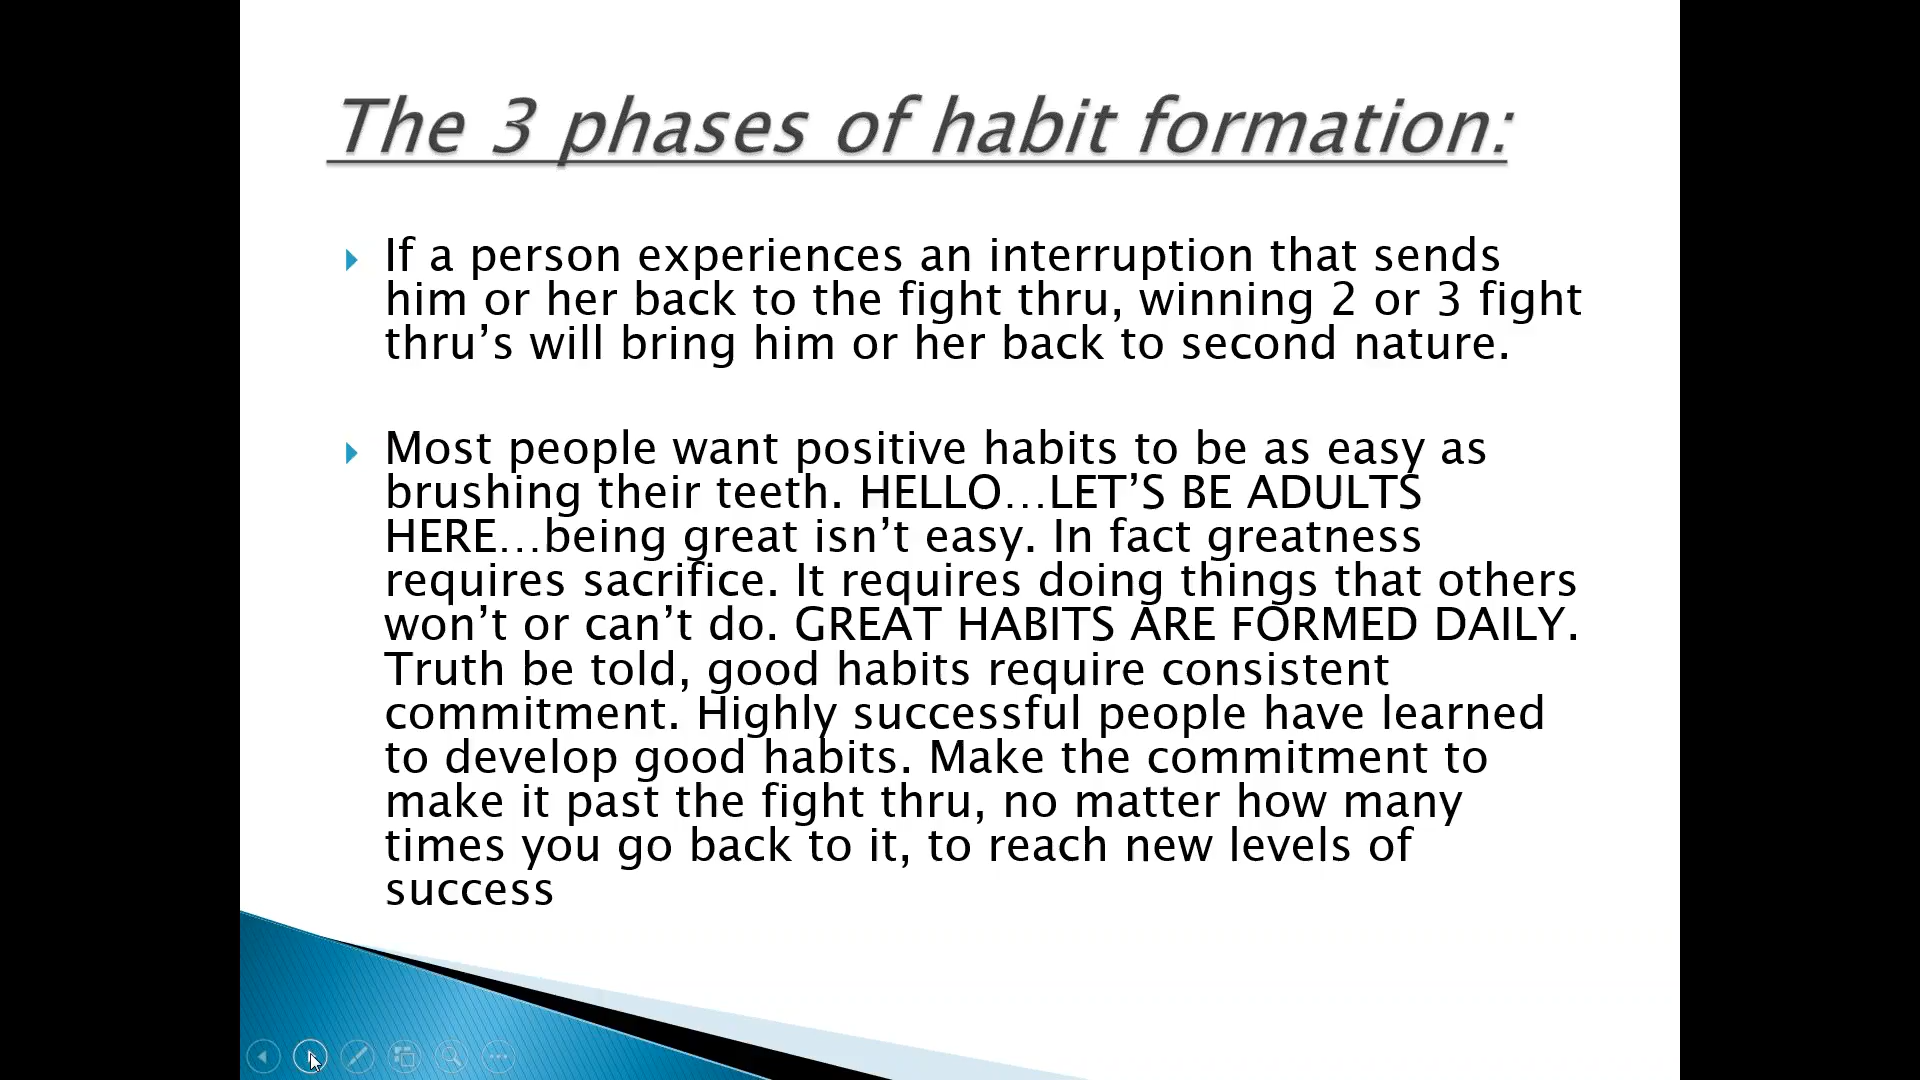 The 3 phases of habit formation:
If a person experiences an interruption that sends
him or her back to the fight thru, winning 2 or 3 fight
thru’s will bring him or her back to second nature.
Most people want positive habits to be as easy as
brushing their teeth. HELLO…LET’S BE ADULTS
HERE…being great isn’t easy. In fact greatness
requires sacrifice. It requires doing things that others
won’t or can’t do. GREAT HABITS ARE FORMED DAILY.
Truth be told, good habits require consistent
commitment. Highly successful people have learned
to develop good habits. Make the commitment to
make it past the fight thru, no matter how many
times you go back to it, to reach new levels of
success